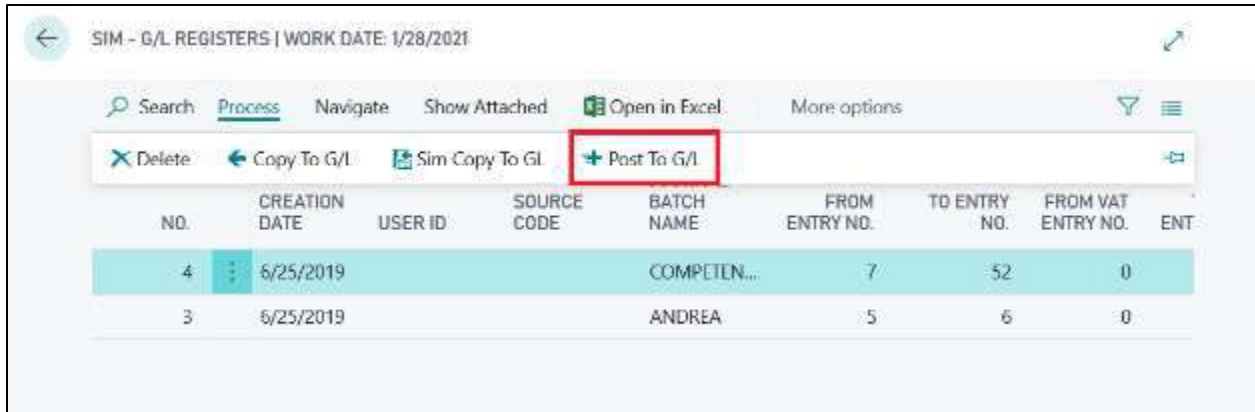 SIM - G/L REGISTERS | WORK DATE: 1/28/2021
Search Process Navigate Show Attached Open in Excel More options
Delete Copy To G/L Sim Copy To GL Post To G/L
CREATION SOURCE BATCH FROM TO ENTRY FROM VAT
NO. DATE USER ID CODE NAME ENTRY NO. NO. ENTRY NO. ENT
4 6/25/2019 COMPETEN... 7 52 0
3 6/25/2019 ANDREA 5 6 0